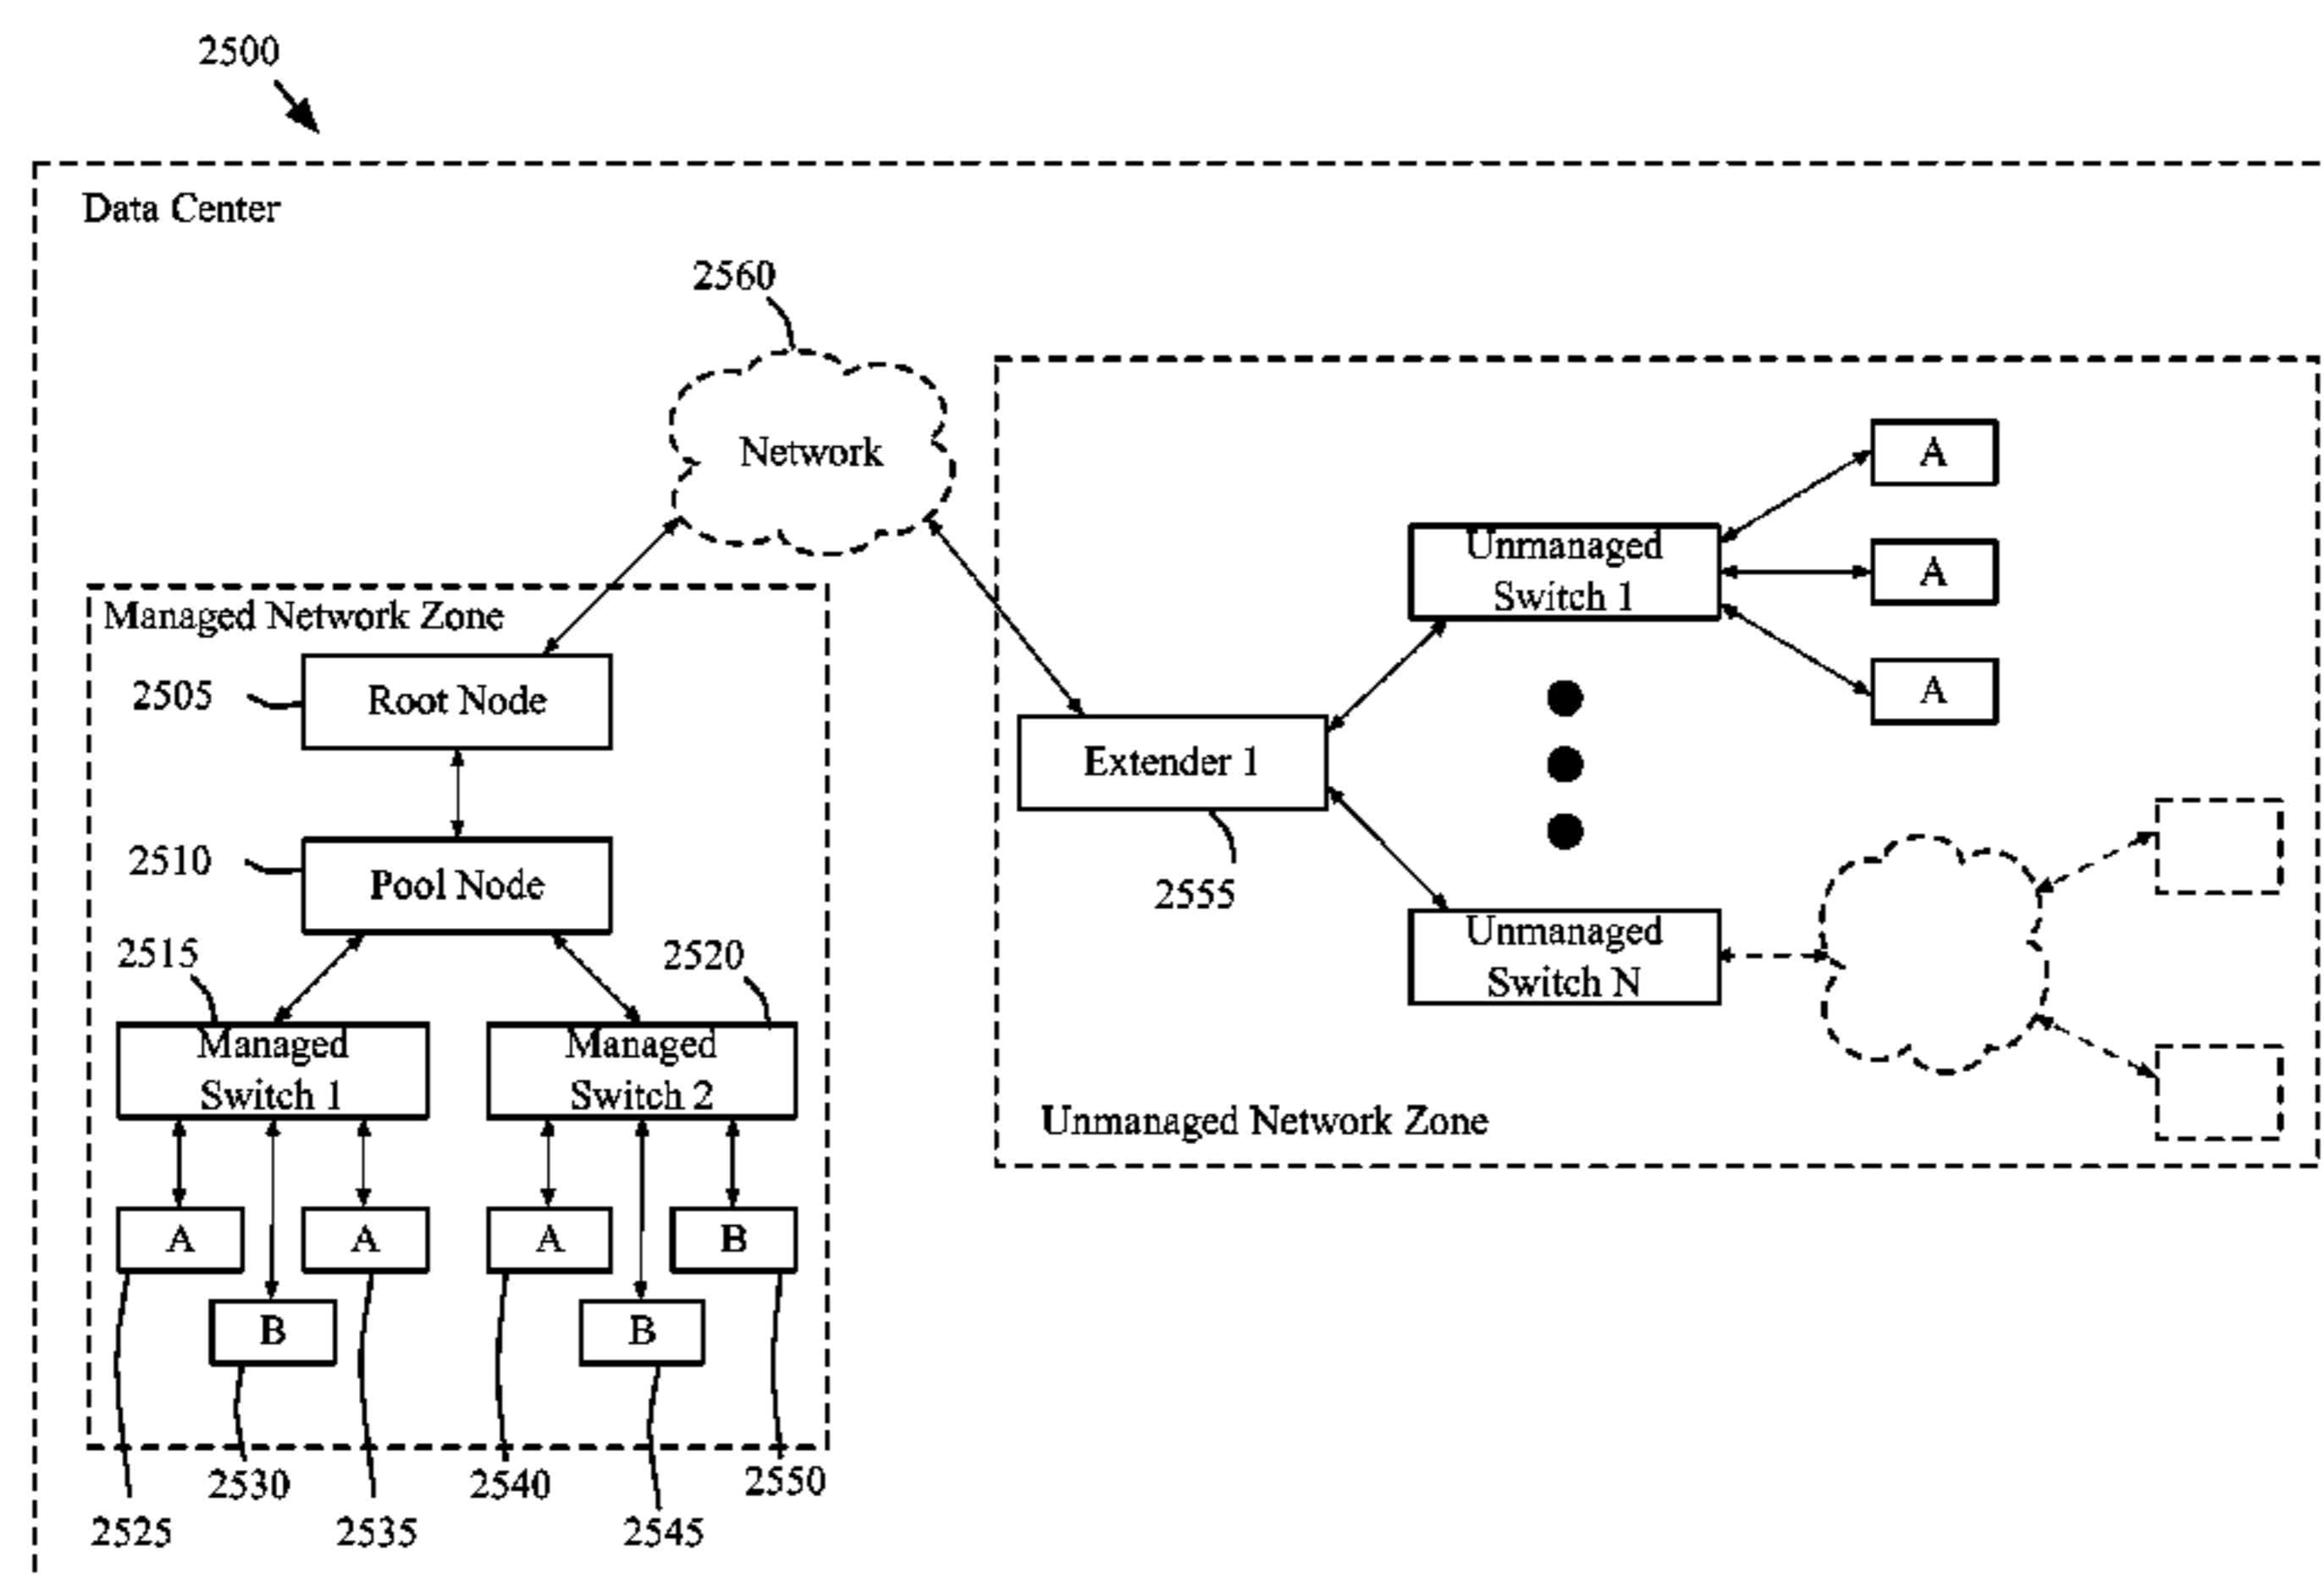 2500
Data Center
2560
Network
Managed Network Zone
2505
Root Node
2510
Pool Node
2515
2520
Managed
Switch 1
Managed
Switch 2
A
A
A
B
B
B
2530
2540
2550
2525
2535
2545
Unmanaged
Switch 1
A
A
A
Extender 1
2555
Unmanaged
Switch N
Unmanaged Network Zone